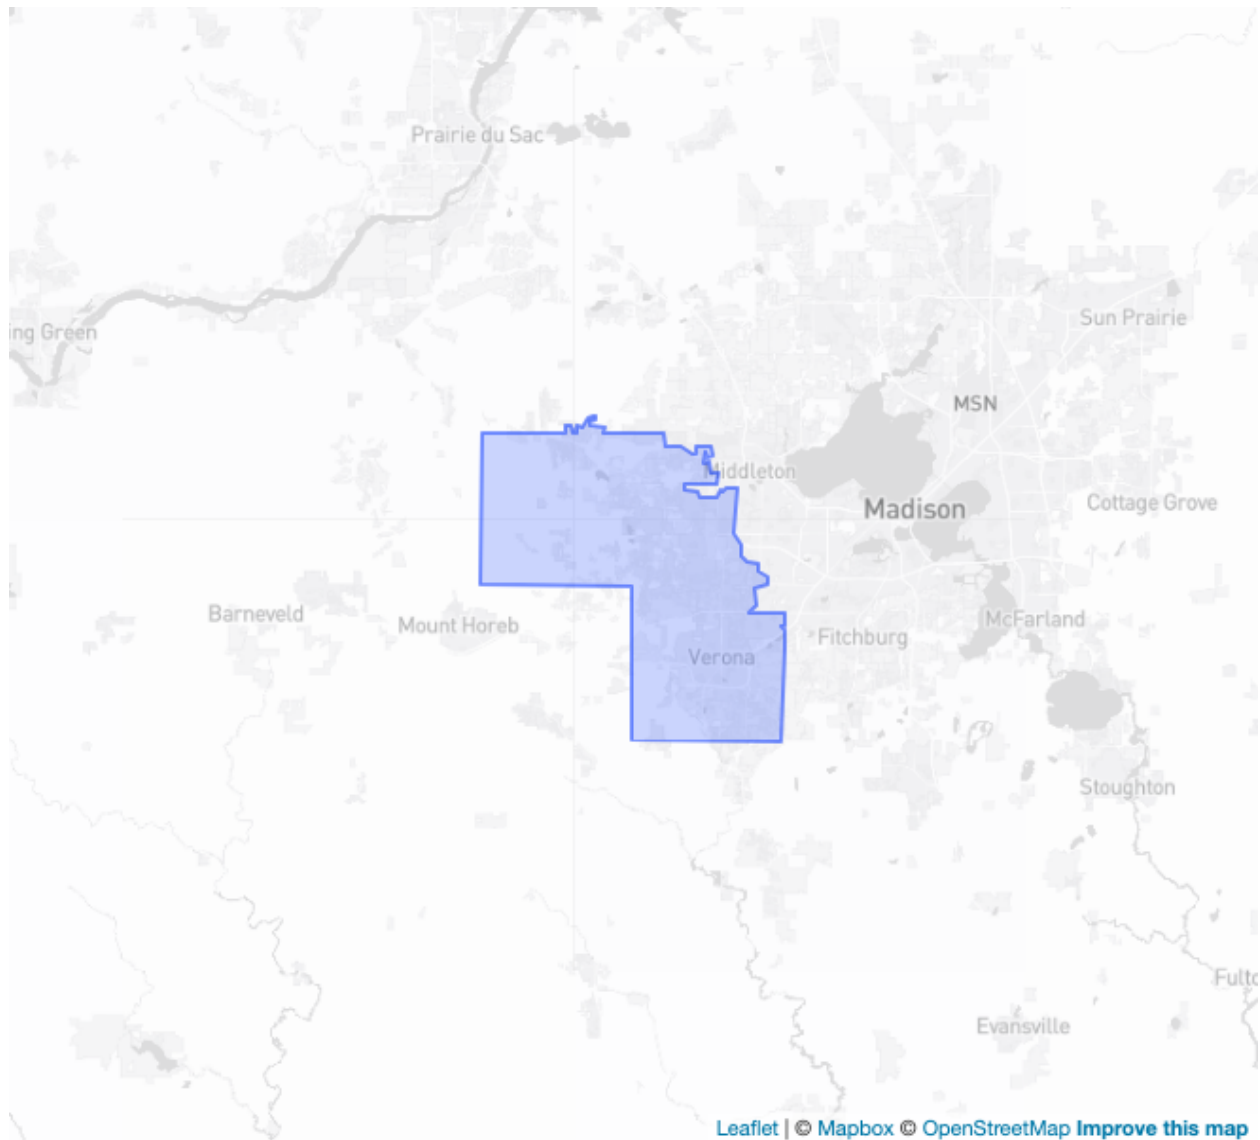 Prairie du Sac
ing Green
Sun Prairie
MSN
Middleton
Madison
Cottage Grove
Barneveld
Mount Horeb
McFarland
Fitchburg
Verona
Stoughton
Fulto
Evansville
Leaflet | © Mapbox © OpenStreetMap Improve this map